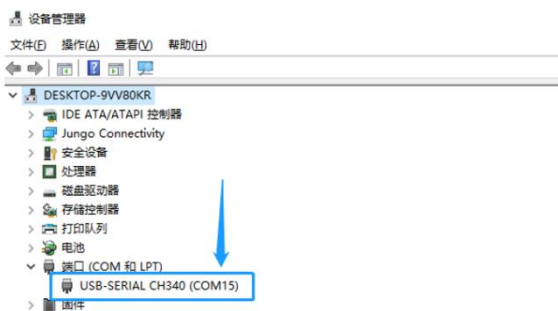 设备管理器
文件(F) 操作(A) 查看(V) 帮助(H)
DESKTOP-9VV80KR
IDE ATA/ATAPI 控制器
Jungo Connectivity
安全设备
处理器
磁盘驱动器
存储控制器
打印队列
电池
端口 (COM 和 LPT)
USB-SERIAL CH340 (COM15)
固件